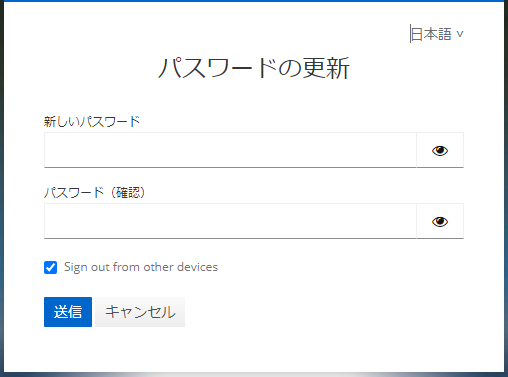 日本語
パスワードの更新
新しいパスワード
パスワード（確認）
Sign out from other devices
送信 キャンセル